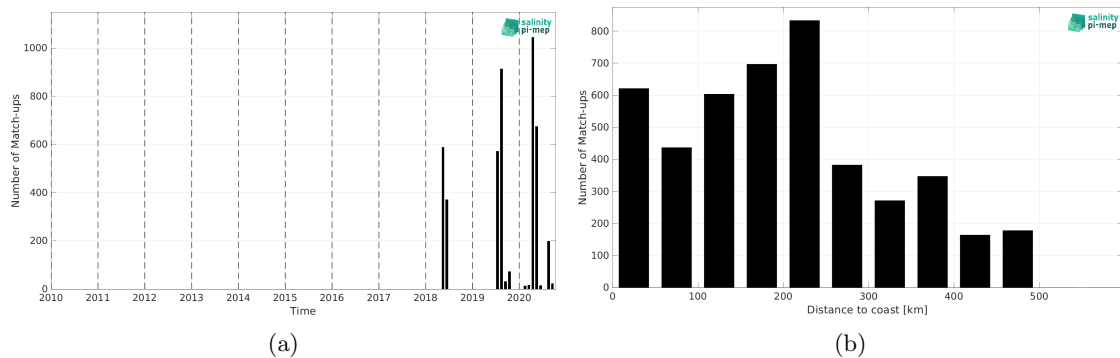 salinity
pi-mep
1000
800
600
400
200
0
Number of Match-ups
2010 2011 2012 2013 2014 2015 2016 2017 2018 2019 2020
Time
(a)
salinity
pi-mep
800
700
600
500
400
300
200
100
0
Number of Match-ups
0 100 200 300 400 500
Distance to coast [km]
(b)